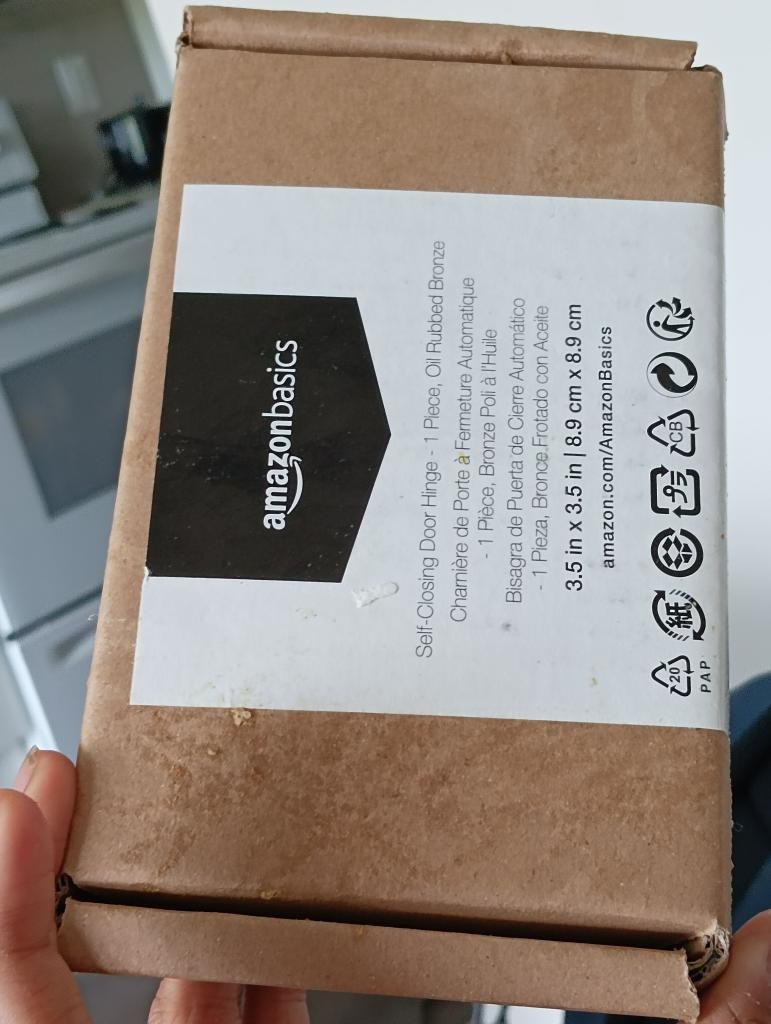 amazonbasics
Self-Closing Door Hinge - 1 Piece, Oil Rubbed Bronze
Charnière de Porte à Fermeture Automatique
- 1 Pièce, Bronze Poli à l'Huile
Bisagra de Puerta de Cierre Automático
- 1 Pieza, Bronce Frotado con Aceite
3.5 in x 3.5 in | 8.9 cm x 8.9 cm
amazon.com/AmazonBasics
20 紙 CB
PAP